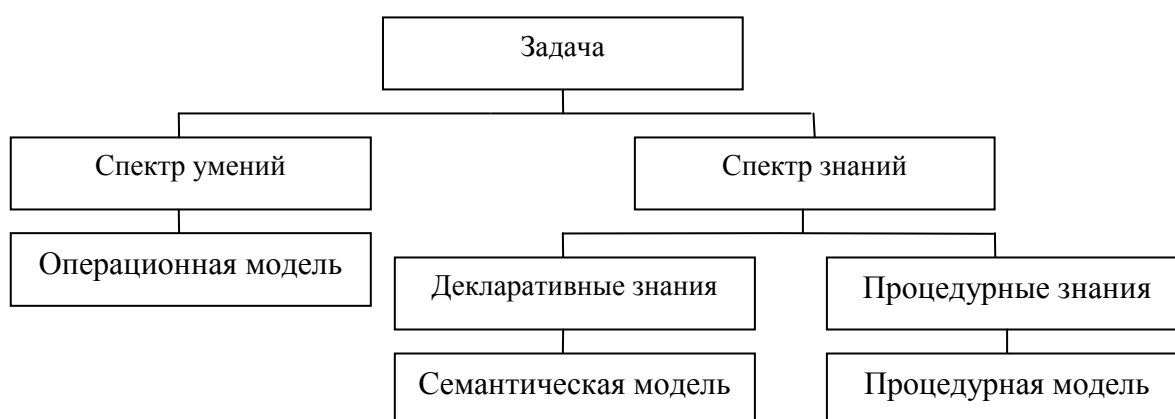 Задача
Спектр умений
Спектр знаний
Операционная модель
Декларативные знания
Процедурные знания
Семантическая модель
Процедурная модель